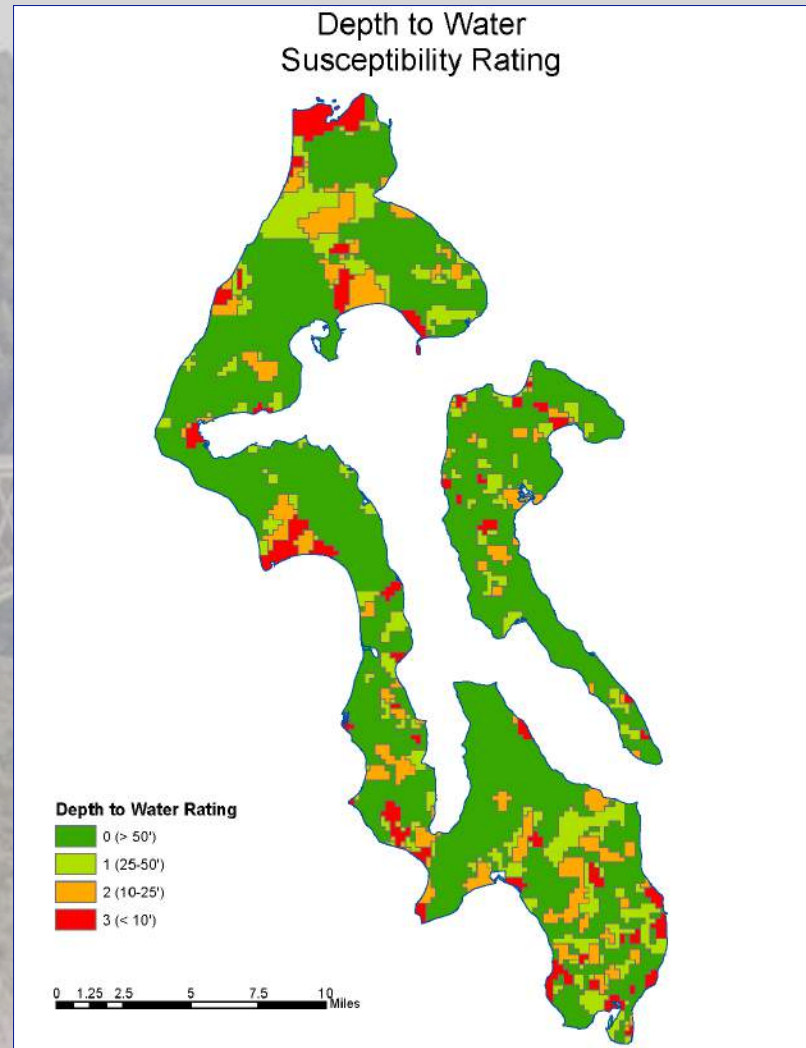 Depth to Water
Susceptibility Rating
Depth to Water Rating
0 (> 50')
1 (25-50')
2 (10-25')
3 (< 10')
0 1.25 2.5 5 7.5 10
Miles